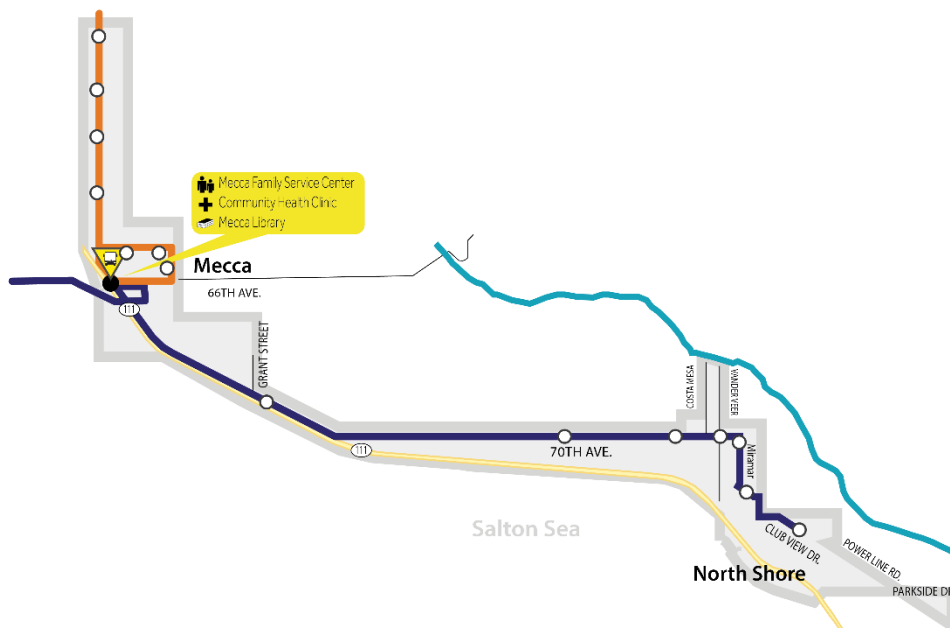 Mecca Family Service Center
Community Health Clinic
Mecca Library
Mecca
66TH AVE.
111
GRANT STREET
COSTA MESA
VANDER VEER
111
70TH AVE.
Miramar
Salton Sea
CLUB VIEW DR.
POWER LINE RD.
North Shore
PARKSIDE D